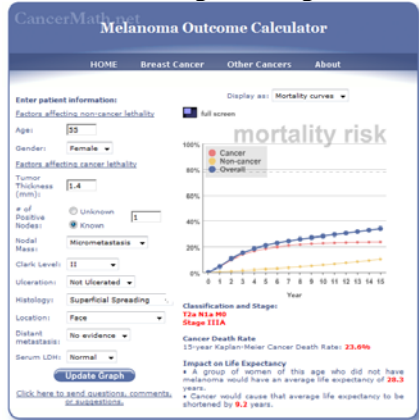 CancerMath.net
Melanoma Outcome Calculator
HOME Breast Cancer Other Cancers About
Enter patient information:
Factors affecting non-cancer lethality
Age: 55
Gender: Female
Factors affecting cancer lethality
Tumor Thickness (mm): 1.4
# of Positive Nodes: Unknown Known 1
Nodal Mass: Micrometastasis
Clark Level: II
Ulceration: Not Ulcerated
Histology: Superficial Spreading
Location: Face
Distant metastasis: No evidence
Serum LDH: Normal
Update Graph
Click here to send questions, comments,
or suggestions.
Display as: Mortality curves
full screen
mortality risk
Cancer
Non-cancer
Overall
100%
80%
60%
40%
20%
0%
0 1 2 3 4 5 6 7 8 9 10 11 12 13 14 15
Year
Classification and Stage:
T2a N1a M0
Stage IIIA
Cancer Death Rate
15-year Kaplan-Meier Cancer Death Rate: 23.6%
Impact on Life Expectancy
• A group of women of this age who did not have
melanoma would have an average life expectancy of 28.3
years.
• Cancer would cause that average life expectancy to be
shortened by 9.2 years.